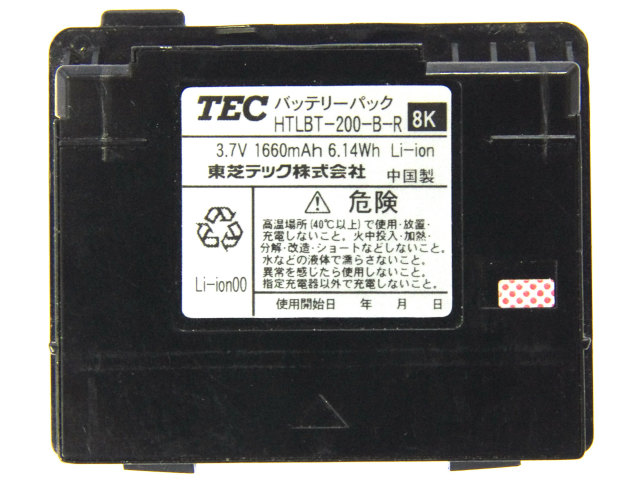 TEC バッテリーパック
HTLBT-200-B-R 8K
3.7V 1660mAh 6.14Wh Li-ion
東芝テック株式会社 中国製
危険
高温場所(40℃以上)で使用・放置・
充電しないこと。火中投入・加熱・
分解・改造・ショートなどしないこと。
水などの液体で濡らさないこと。
異常を感じたら使用しないこと。
指定充電器以外で充電しないこと。
Li-ion00
使用開始日 年 月 日